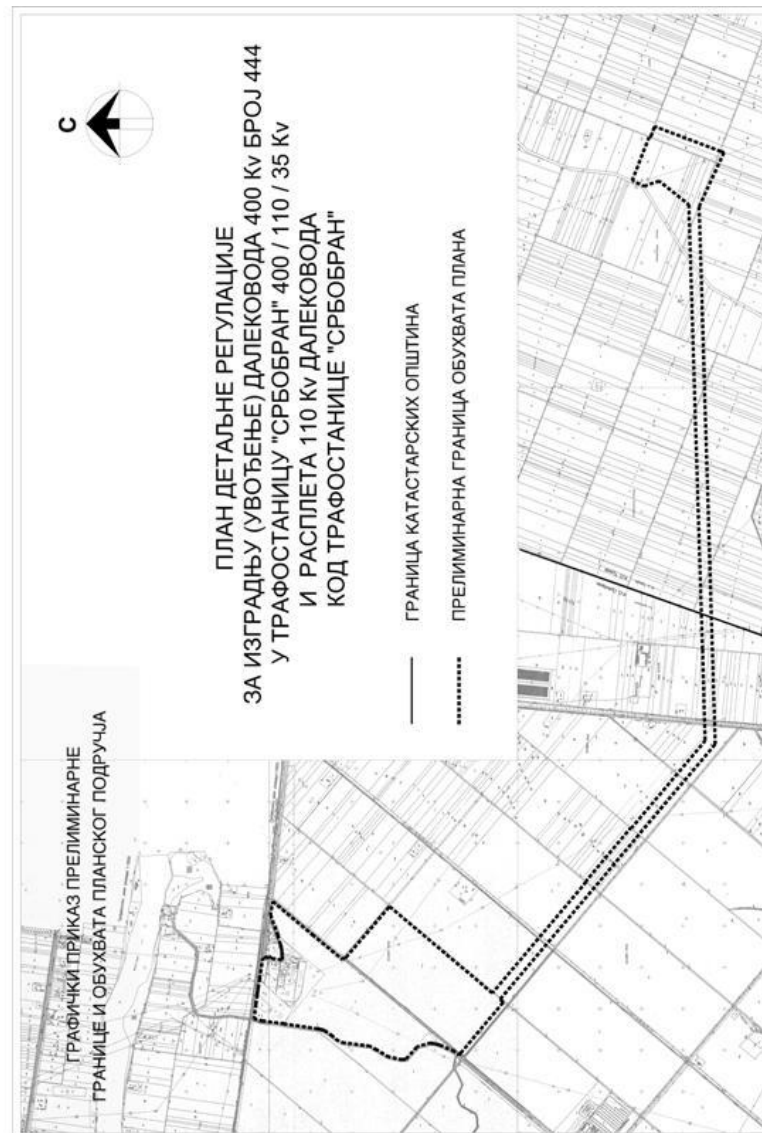 ГРАФИЧКИ ПРИКАЗ ПРЕЛИМИНАРНЕ
ГРАНИЦЕ И ОБУХВАТА ПЛАНСКОГ ПОДРУЧЈА
С
ПЛАН ДЕТАЉНЕ РЕГУЛАЦИЈЕ
ЗА ИЗГРАДЊУ (УВОЂЕЊЕ) ДАЛЕКОВОДА 400 Kv БРОЈ 444
У ТРАФОСТАНИЦУ "СРБОБРАН" 400 / 110 / 35 Kv
И РАСПЛЕТА 110 Kv ДАЛЕКОВОДА
КОД ТРАФОСТАНИЦЕ "СРБОБРАН"
ГРАНИЦА КАТАСТАРСКИХ ОПШТИНА
ПРЕЛИМИНАРНА ГРАНИЦА ОБУХВАТА ПЛАНА